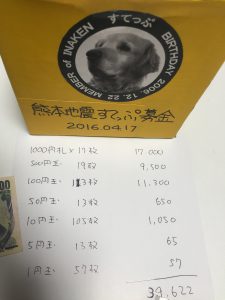 すてっぷ
BIRTHDAY 2006.12.22 MEMBER of INAKEN
熊本地震すてっぷ募金
2016.04.17
1000円札 × 17枚 17.000
500円玉 19枚 9,500
100円玉 113枚 11.300
50円玉 13枚 650
10円玉 105枚 1,050
5円玉 13枚 65
1円玉 57枚 57
39,622